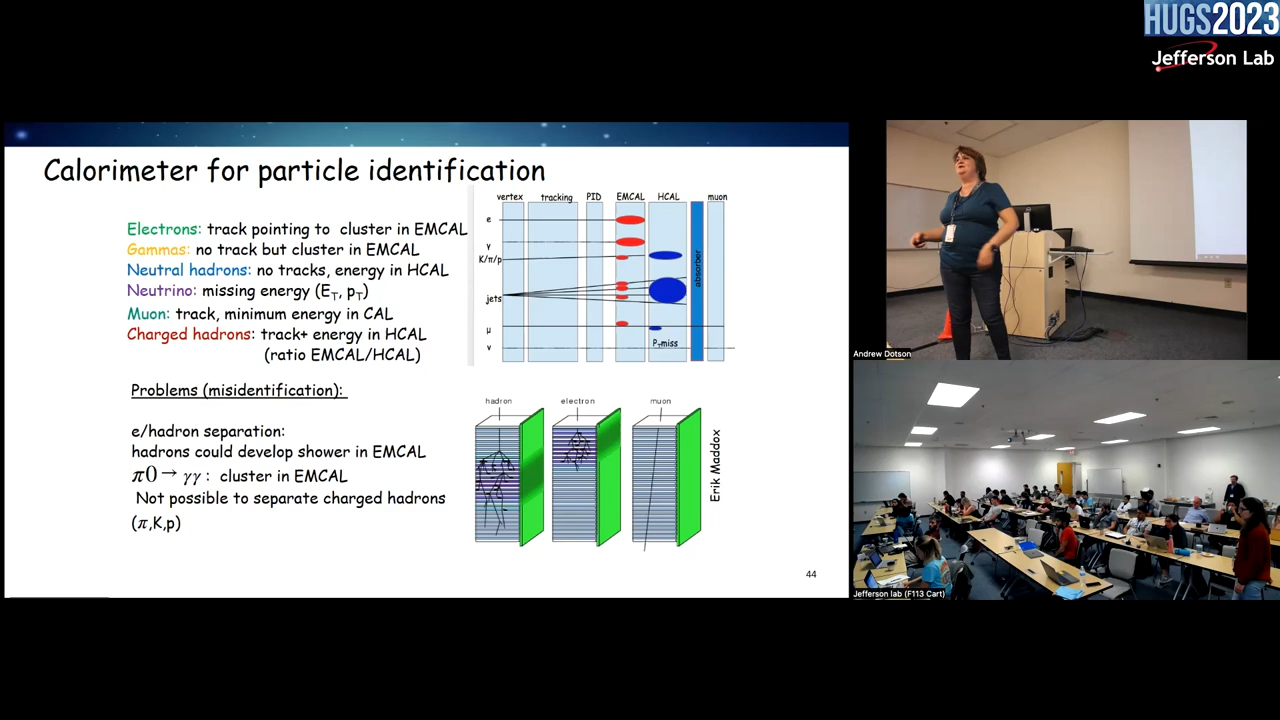 HUGS2023
Jefferson Lab
Calorimeter for particle identification
Electrons: track pointing to cluster in EMCAL
Gammas: no track but cluster in EMCAL
Neutral hadrons: no tracks, energy in HCAL
Neutrino: missing energy (E_T, p_T)
Muon: track, minimum energy in CAL
Charged hadrons: track+ energy in HCAL
(ratio EMCAL/HCAL)
vertex tracking PID EMCAL HCAL muon
e
γ
K/π/p
jets
μ
ν
absorber
P_T miss
Problems (misidentification):
e/hadron separation:
hadrons could develop shower in EMCAL
π0 → γγ : cluster in EMCAL
Not possible to separate charged hadrons
(π,K,p)
hadron electron muon
Erik Maddox
44
Andrew Dotson
Jefferson lab (F113 Cart)